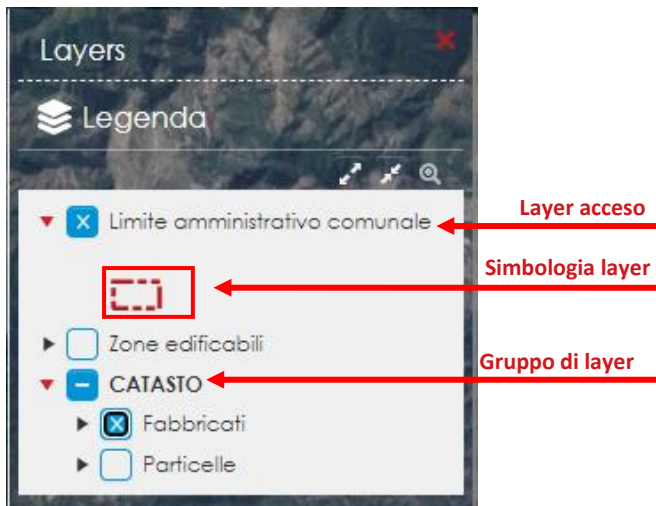 Layers
Legenda
Limite amministrativo comunale
Layer acceso
Simbologia layer
Zone edificabili
CATASTO
Gruppo di layer
Fabbricati
Particelle